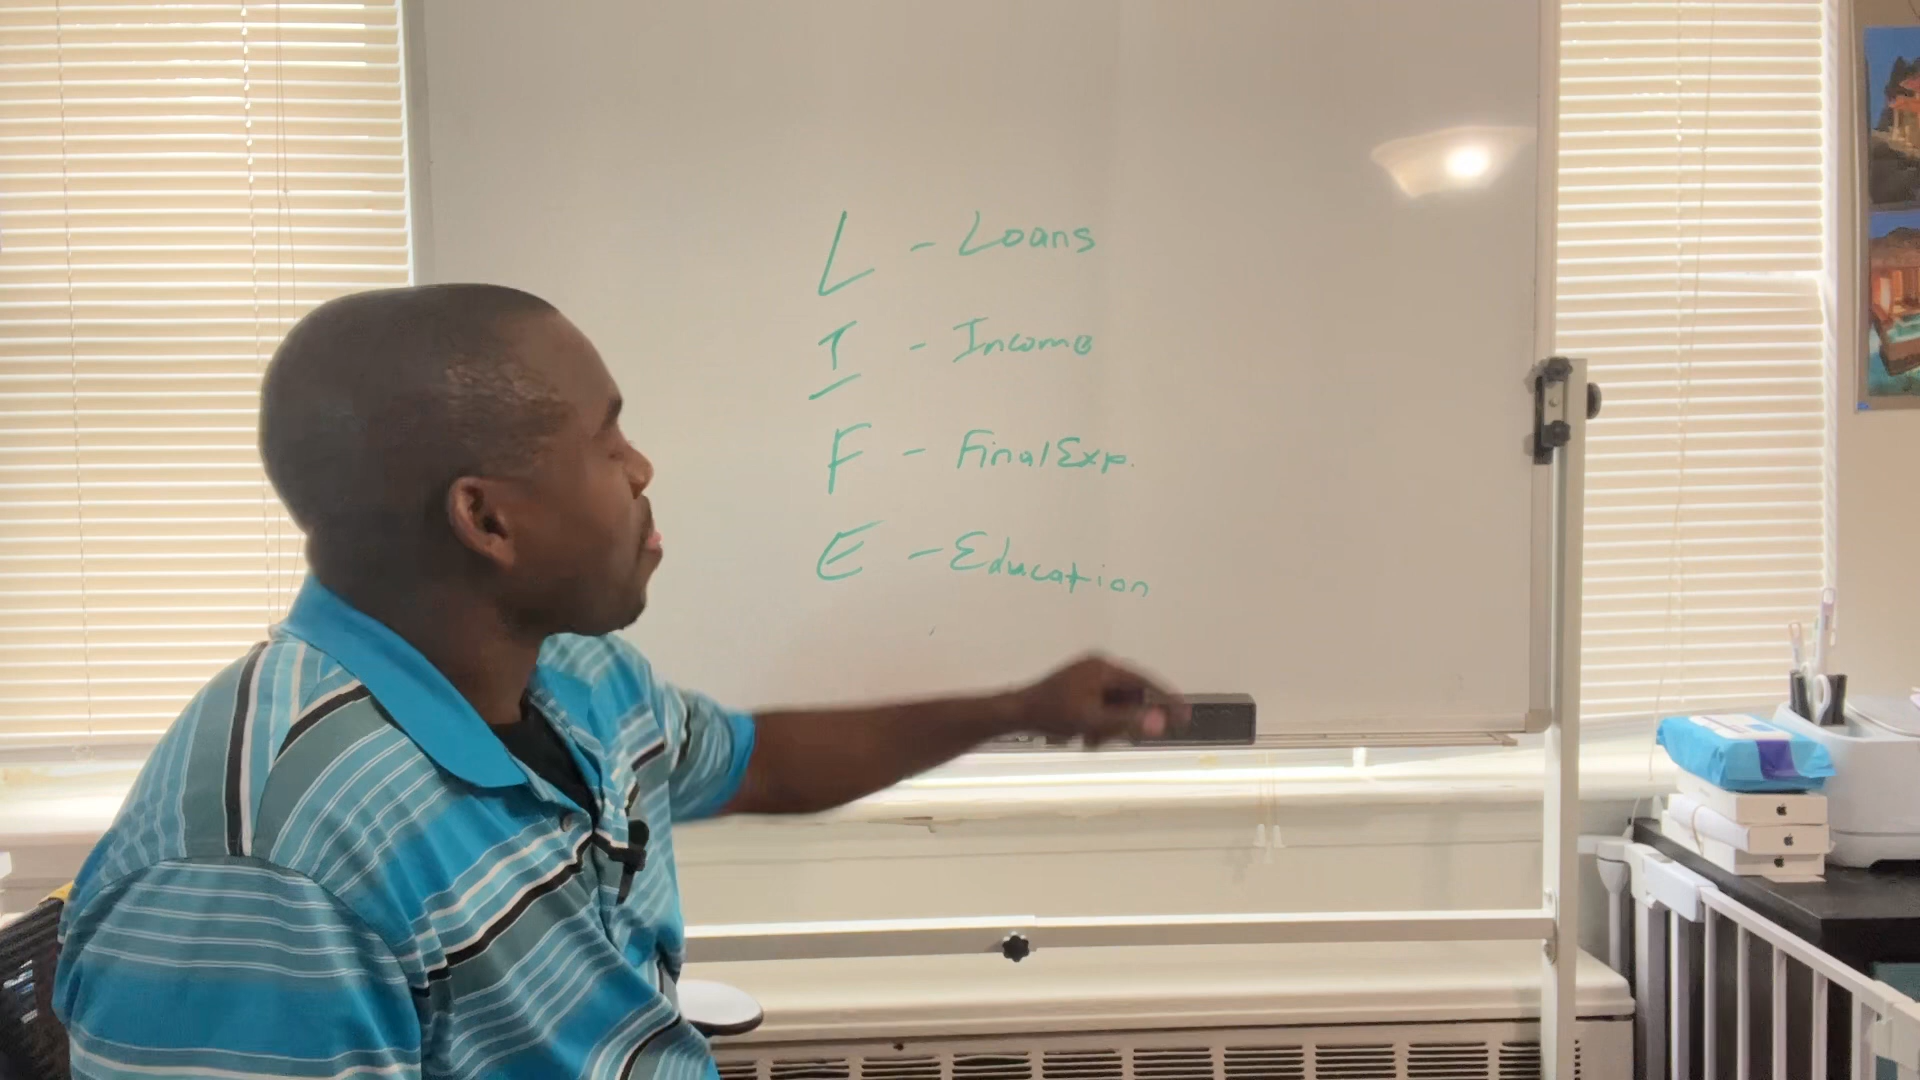 L - Loans
I - Income
F - Final Exp.
E - Education